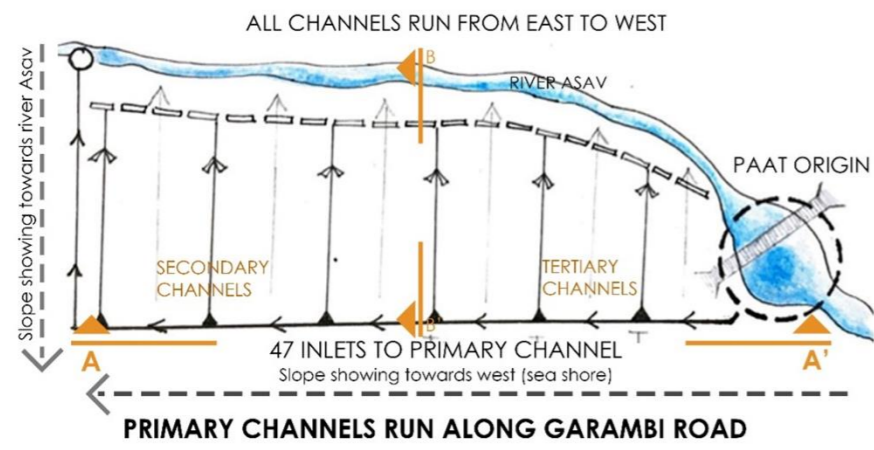 ALL CHANNELS RUN FROM EAST TO WEST
B
RIVER ASAV
PAAT ORIGIN
Slope showing towards river Asav
SECONDARY
CHANNELS
TERTIARY
CHANNELS
B'
47 INLETS TO PRIMARY CHANNEL
A
A'
Slope showing towards west (sea shore)
PRIMARY CHANNELS RUN ALONG GARAMBI ROAD